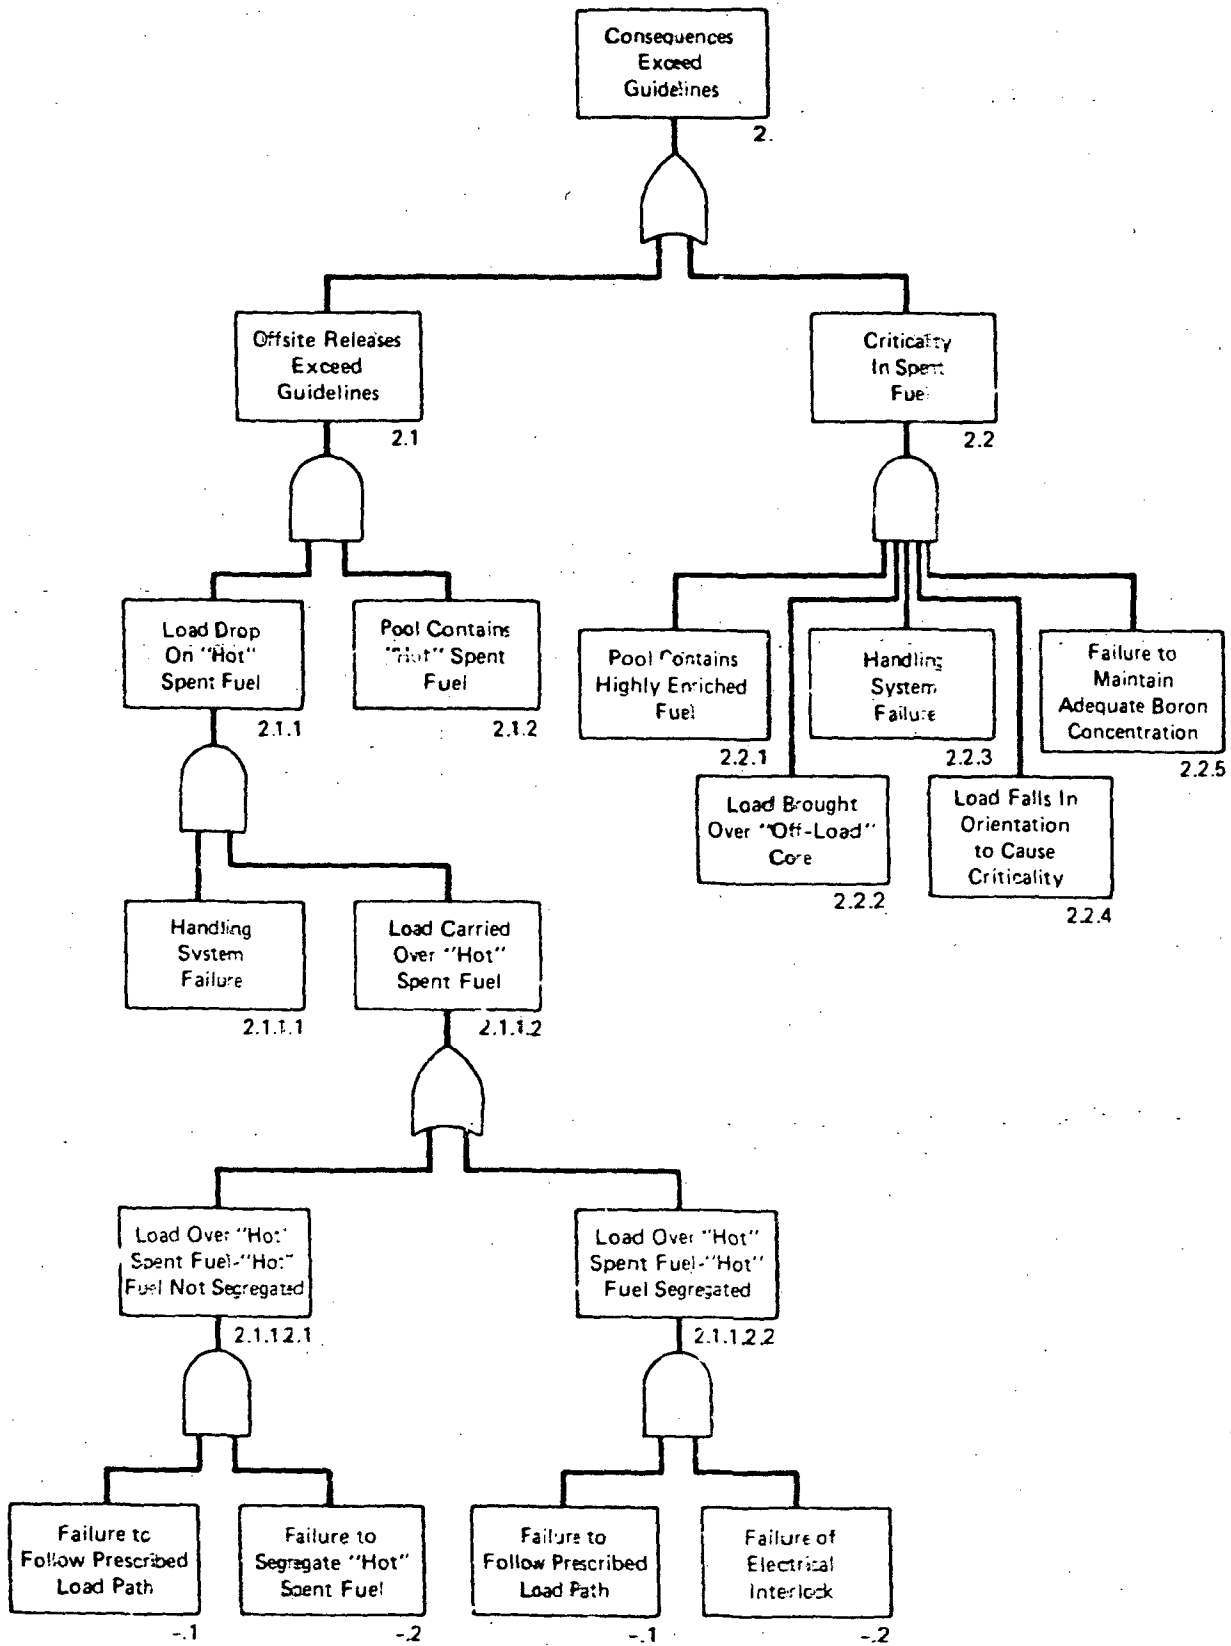 Consequences
Exceed
Guidelines
2.
Offsite Releases
Exceed
Guidelines
2.1
Criticality
In Spent
Fuel
2.2
Load Drop
On "Hot"
Spent Fuel
2.1.1
Pool Contains
"Hot" Spent
Fuel
2.1.2
Pool Contains
Highly Enriched
Fuel
2.2.1
Handling
System
Failure
2.2.3
Failure to
Maintain
Adequate Boron
Concentration
2.2.5
Load Brought
Over "Off-Load"
Core
2.2.2
Load Falls In
Orientation
to Cause
Criticality
2.2.4
Handling
System
Failure
2.1.1.1
Load Carried
Over "Hot"
Spent Fuel
2.1.1.2
Load Over "Hot"
Spent Fuel-"Hot"
Fuel Not Segregated
2.1.1.2.1
Load Over "Hot"
Spent Fuel-"Hot"
Fuel Segregated
2.1.1.2.2
Failure to
Follow Prescribed
Load Path
-.1
Failure to
Segregate "Hot"
Spent Fuel
-.2
Failure to
Follow Prescribed
Load Path
-.1
Failure of
Electrical
Interlock
-.2